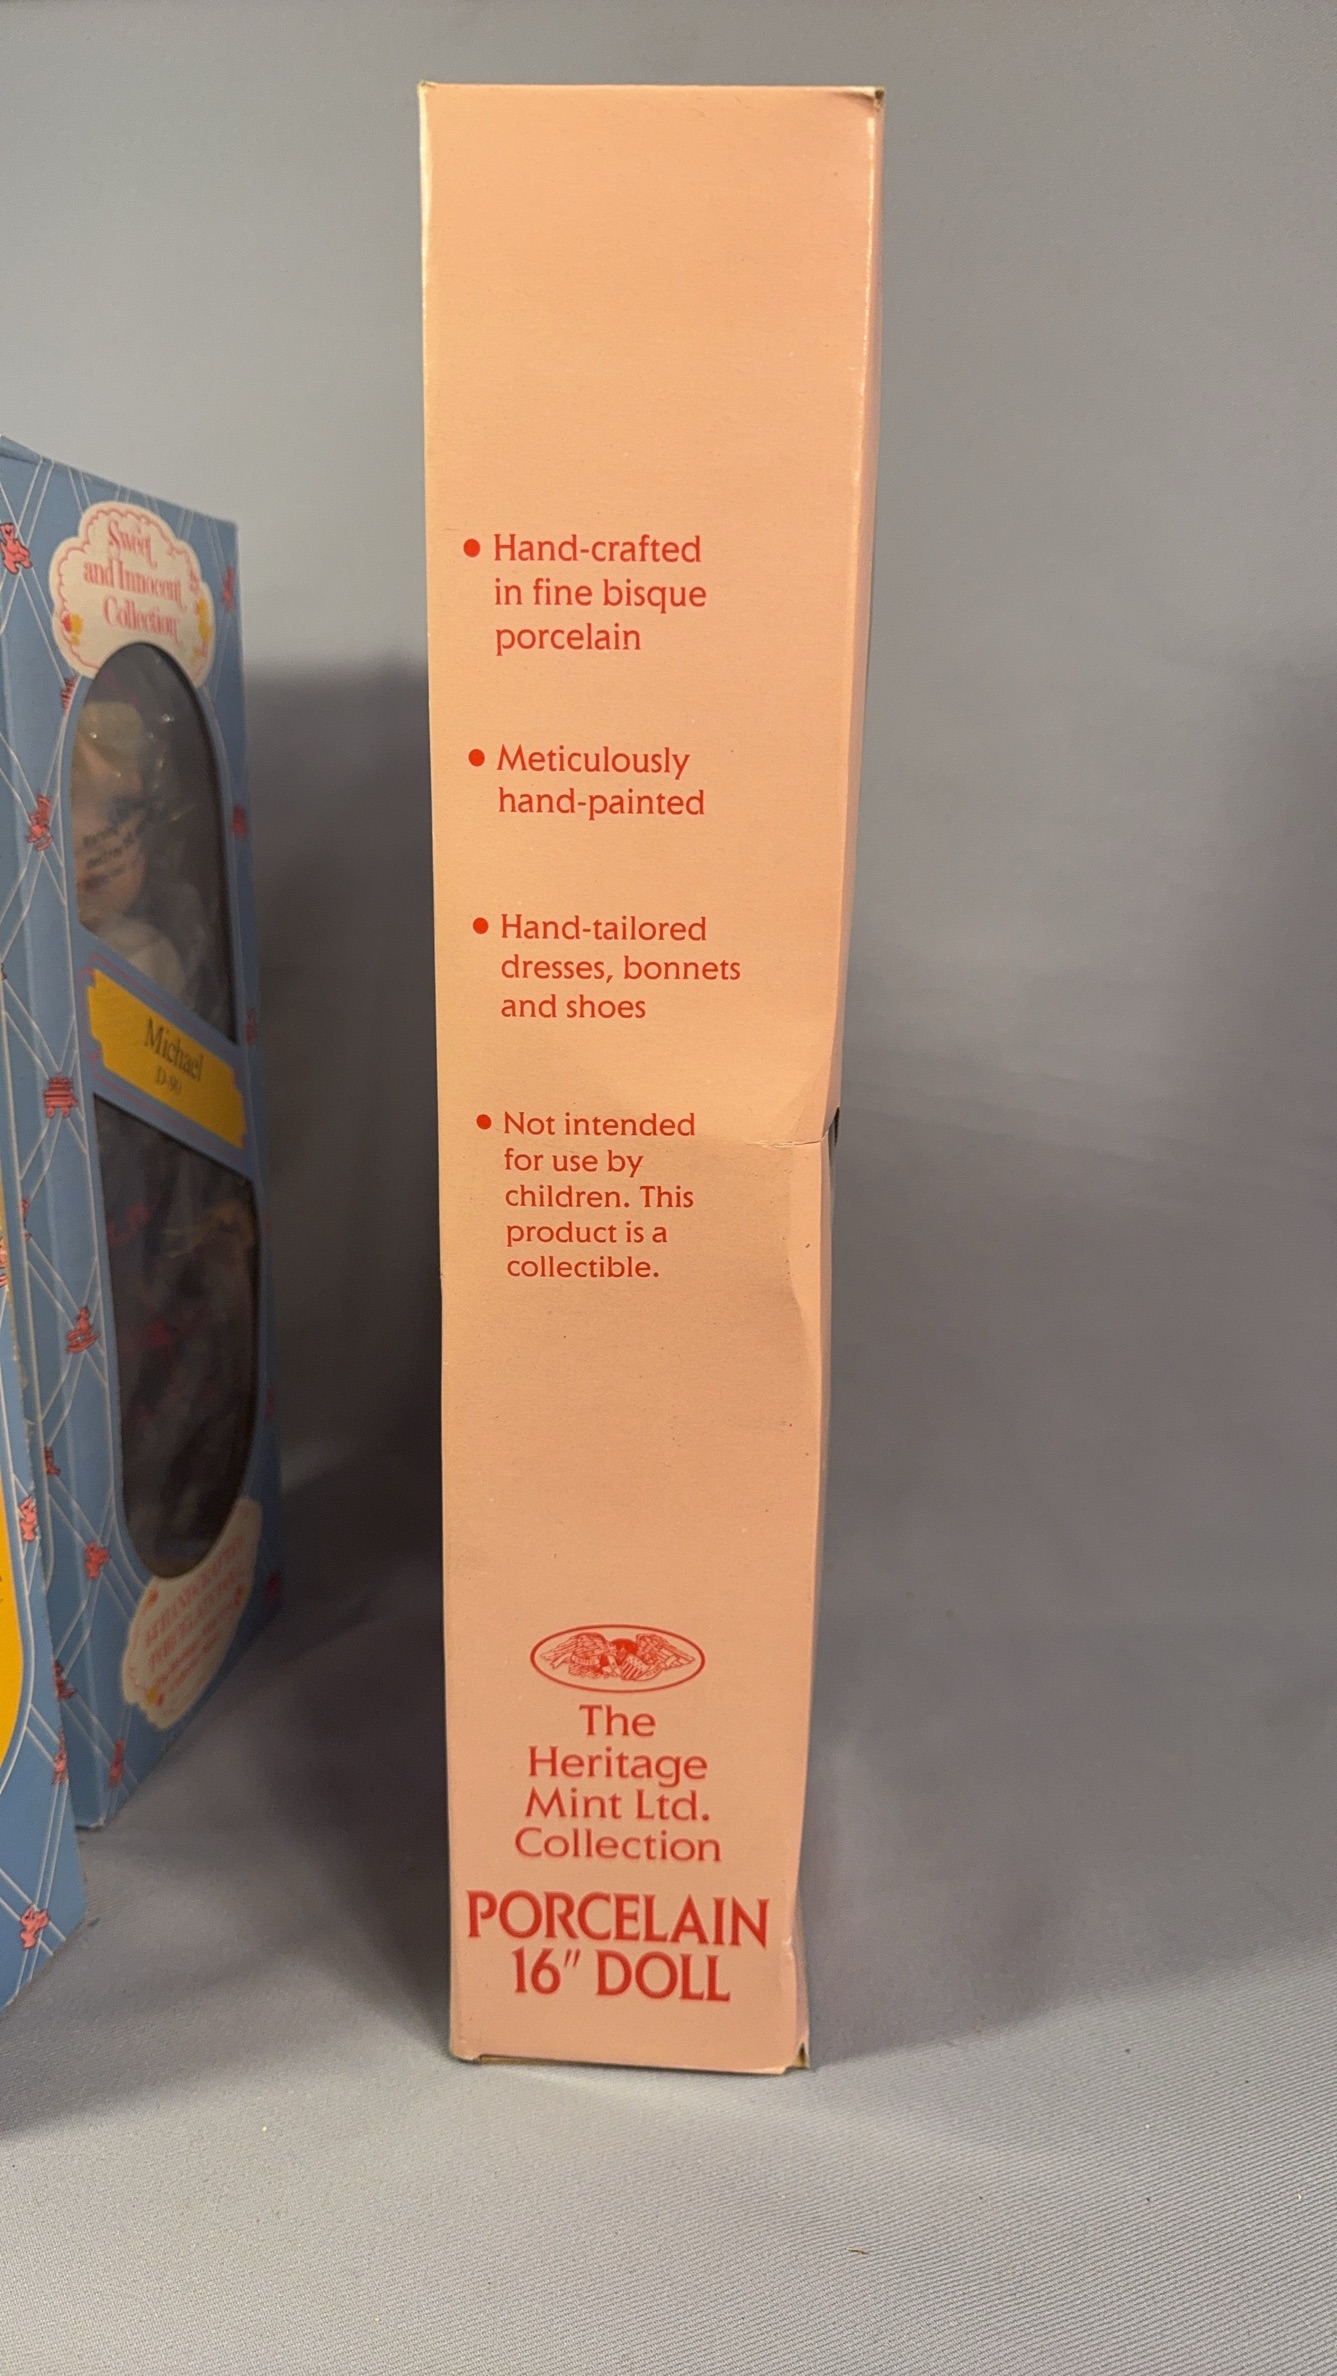 Sweet
and Innocent
Collection
Michael
D-90
• Hand-crafted
in fine bisque
porcelain
• Meticulously
hand-painted
• Hand-tailored
dresses, bonnets
and shoes
• Not intended
for use by
children. This
product is a
collectible.
The
Heritage
Mint Ltd.
Collection
PORCELAIN
16" DOLL